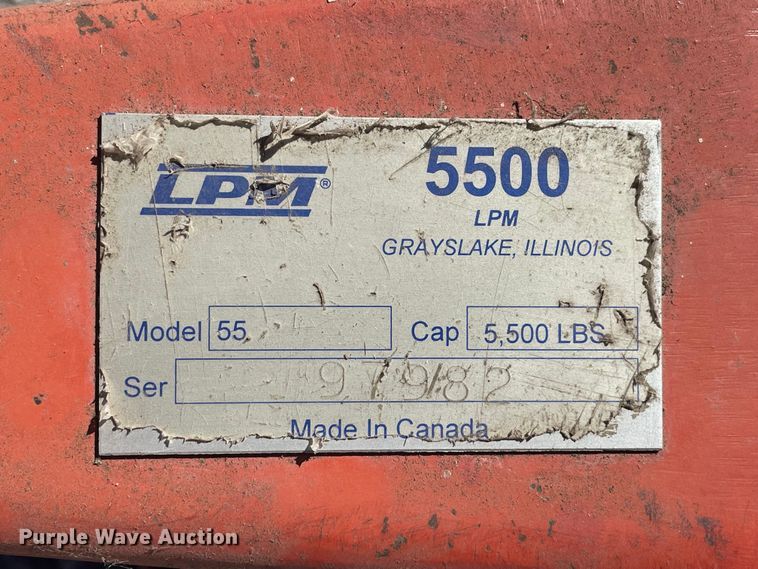 LPM®
5500
LPM
GRAYSLAKE, ILLINOIS
Model 55 Cap 5,500 LBS
Ser 97982
Made In Canada
Purple Wave Auction